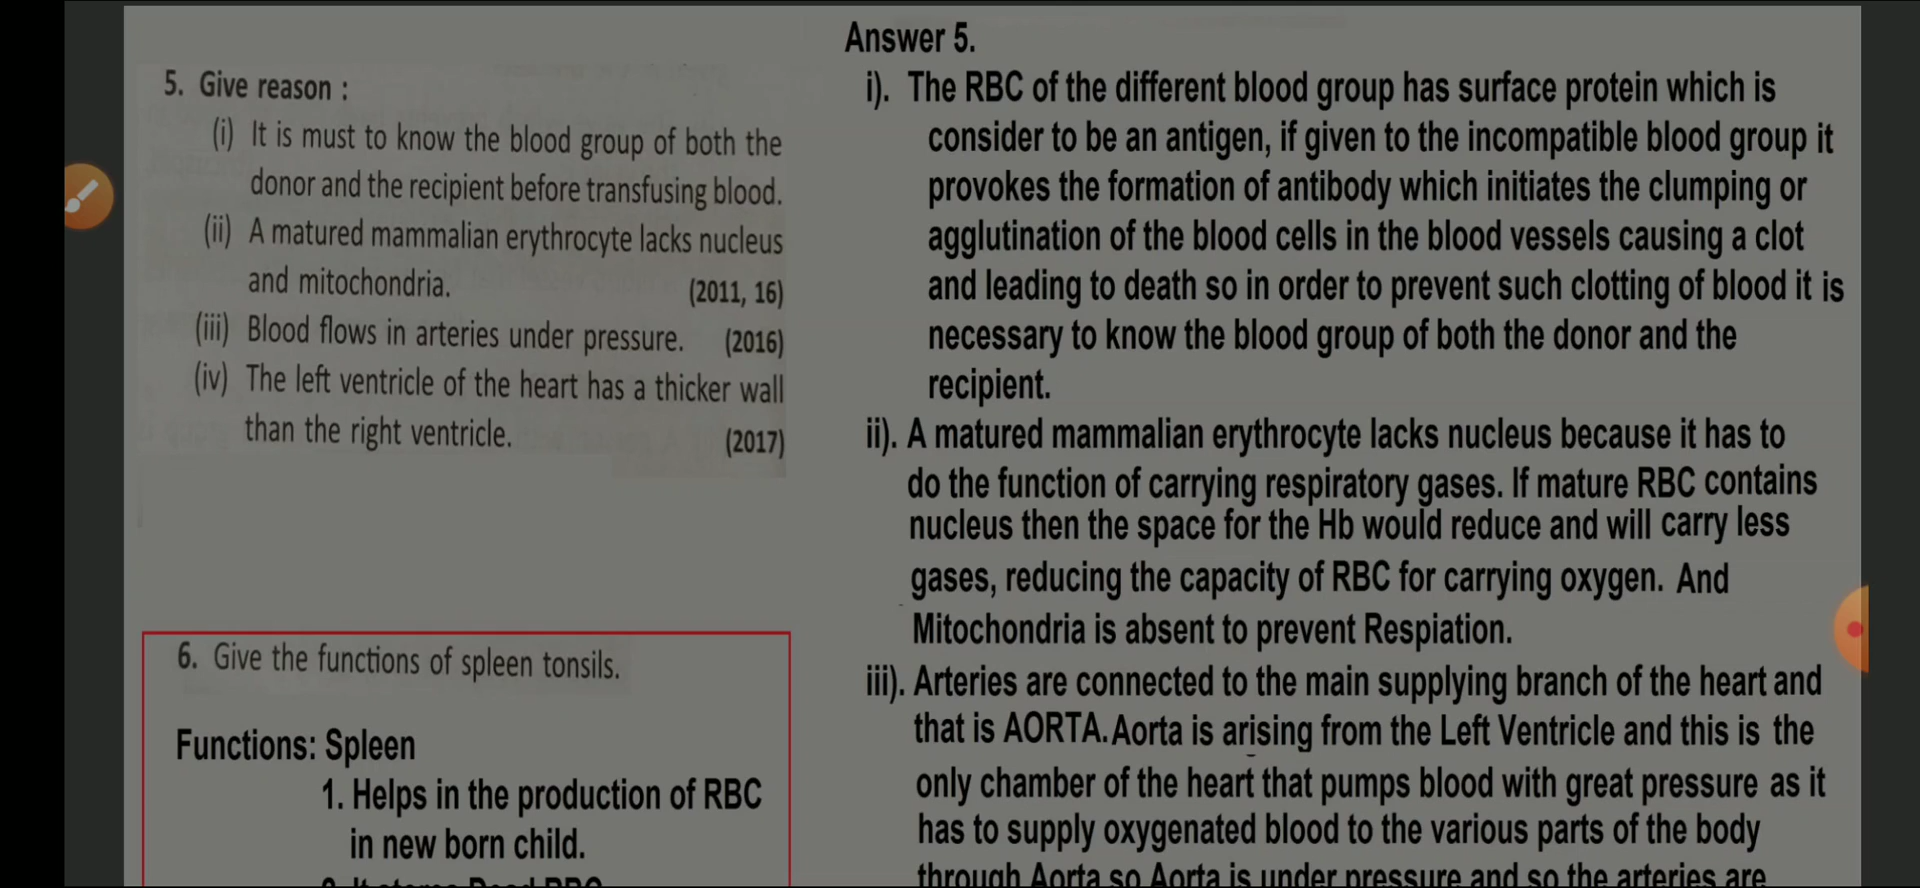 5. Give reason :
(i) It is must to know the blood group of both the
donor and the recipient before transfusing blood.
(ii) A matured mammalian erythrocyte lacks nucleus
and mitochondria. (2011, 16)
(iii) Blood flows in arteries under pressure. (2016)
(iv) The left ventricle of the heart has a thicker wall
than the right ventricle. (2017)
6. Give the functions of spleen tonsils.
Functions: Spleen
1. Helps in the production of RBC
in new born child.
Answer 5.
i). The RBC of the different blood group has surface protein which is
consider to be an antigen, if given to the incompatible blood group it
provokes the formation of antibody which initiates the clumping or
agglutination of the blood cells in the blood vessels causing a clot
and leading to death so in order to prevent such clotting of blood it is
necessary to know the blood group of both the donor and the
recipient.
ii). A matured mammalian erythrocyte lacks nucleus because it has to
do the function of carrying respiratory gases. If mature RBC contains
nucleus then the space for the Hb would reduce and will carry less
gases, reducing the capacity of RBC for carrying oxygen. And
Mitochondria is absent to prevent Respiation.
iii). Arteries are connected to the main supplying branch of the heart and
that is AORTA. Aorta is arising from the Left Ventricle and this is the
only chamber of the heart that pumps blood with great pressure as it
has to supply oxygenated blood to the various parts of the body
through Aorta so Aorta is under pressure and so the arteries are